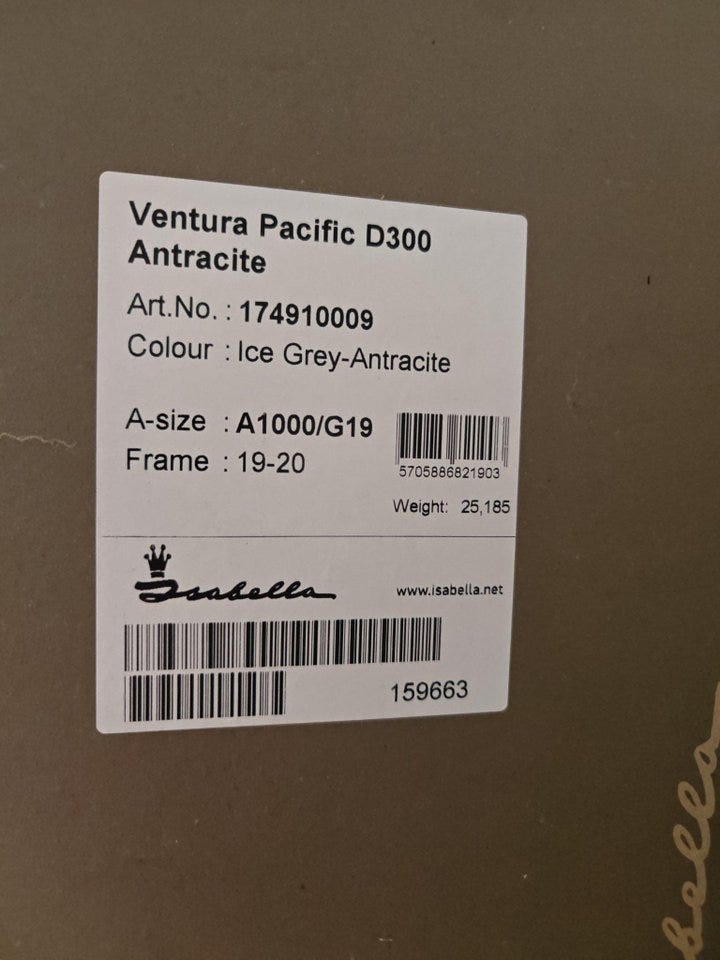 Ventura Pacific D300
Antracite
Art.No. : 174910009
Colour : Ice Grey-Antracite
A-size : A1000/G19
Frame : 19-20
5705886821903
Weight: 25,185
Isabella
www.isabella.net
159663
bella